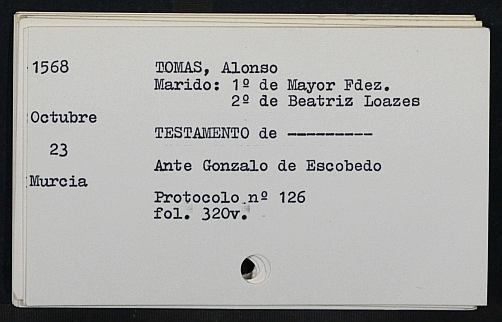 1568 TOMAS, Alonso
Marido: 1º de Mayor Fdez.
2º de Beatriz Loazes
Octubre
TESTAMENTO de ---------
23
Ante Gonzalo de Escobedo
Murcia
Protocolo nº 126
fol. 320v.